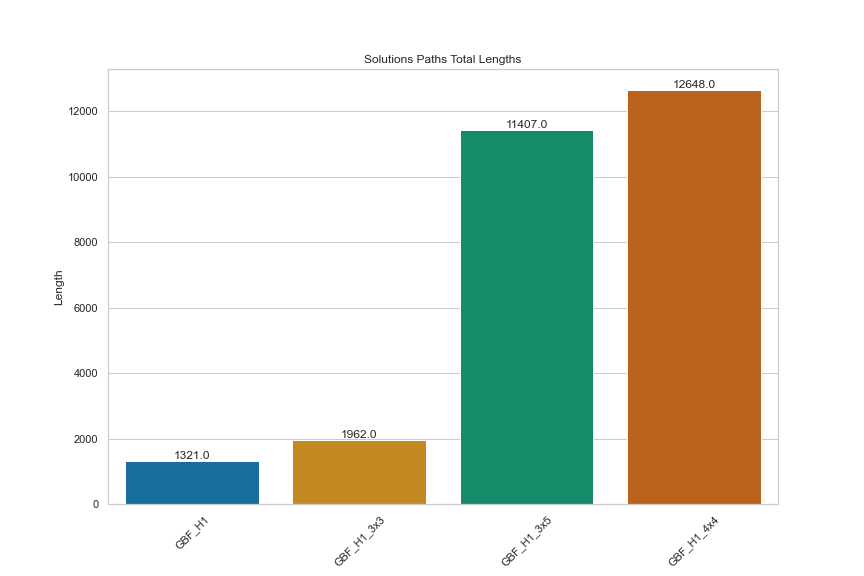 Solutions Paths Total Lengths
12648.0
12000
11407.0
10000
8000
Length
6000
4000
2000
1962.0
1321.0
0
GBF_H1
GBF_H1_3x3
GBF_H1_3x5
GBF_H1_4x4